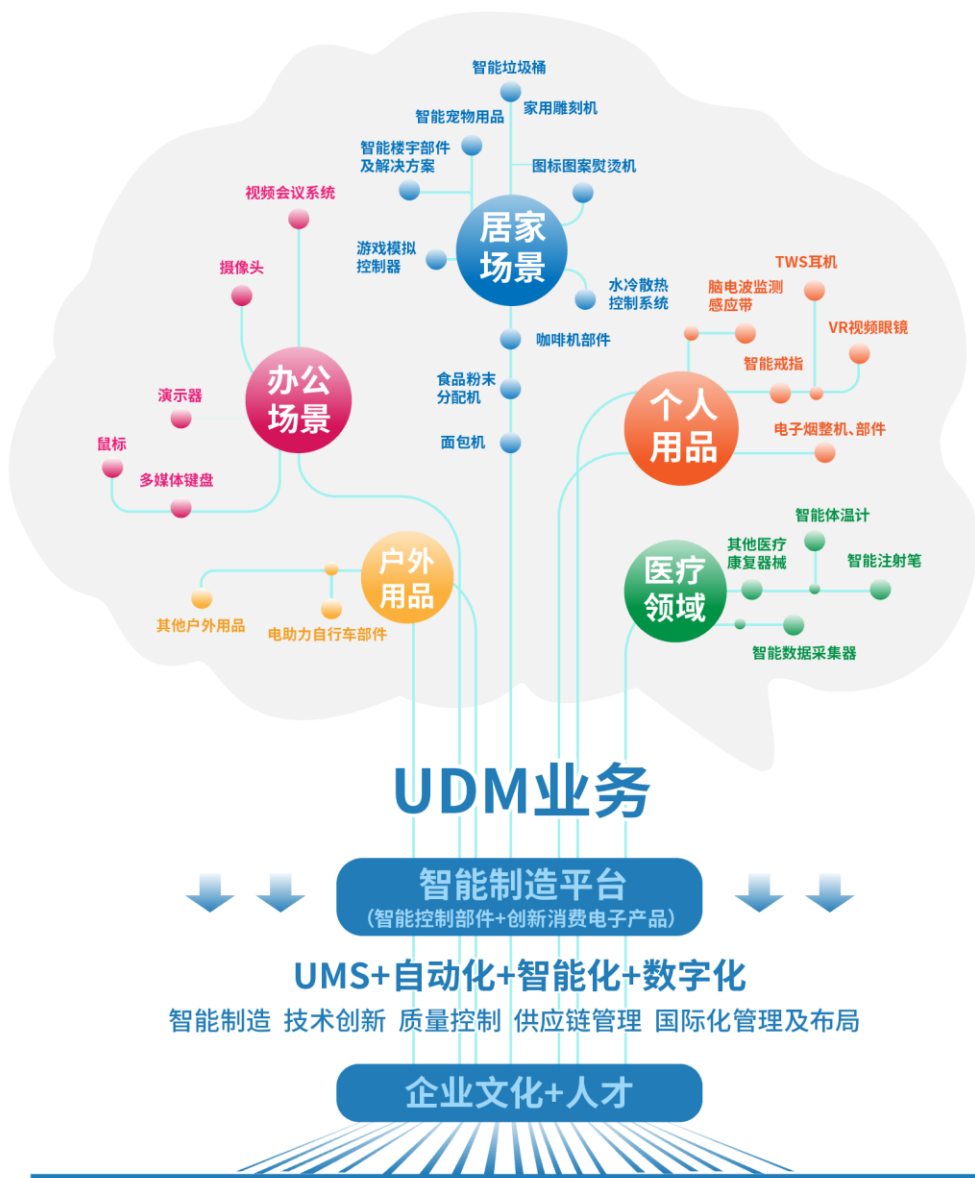 智能垃圾桶
家用雕刻机
智能宠物用品
智能楼宇部件
及解决方案
图标图案熨烫机
居家
场景
游戏模拟
控制器
水冷散热
控制系统
咖啡机部件
食品粉末
分配机
面包机
视频会议系统
摄像头
办公
场景
演示器
鼠标
多媒体键盘
TWS耳机
脑电波监测
感应带
VR视频眼镜
智能戒指
个人
用品
电子烟整机、部件
户外
用品
其他户外用品
电助力自行车部件
智能体温计
其他医疗
康复器械
智能注射笔
医疗
领域
智能数据采集器
UDM业务
智能制造平台
(智能控制部件+创新消费电子产品)
UMS+自动化+智能化+数字化
智能制造 技术创新 质量控制 供应链管理 国际化管理及布局
企业文化+人才